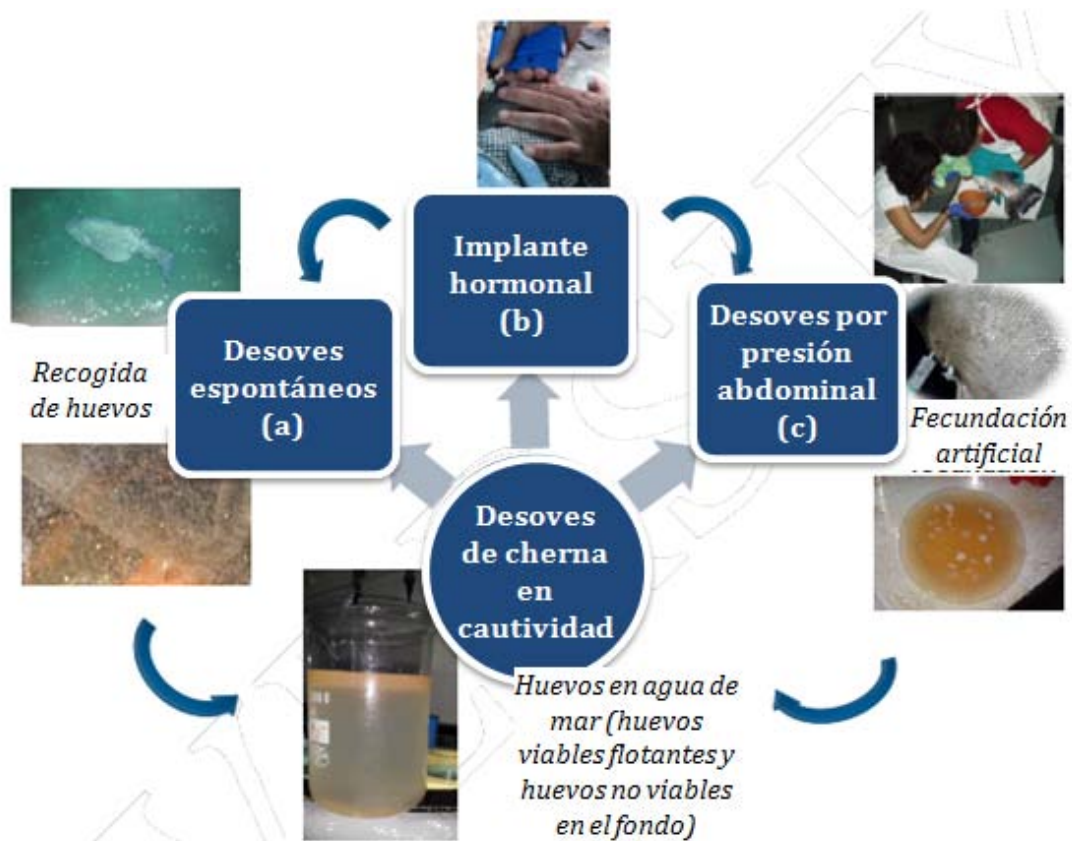 Implante
hormonal
(b)
Desoves
espontáneos
(a)
Desoves por
presión
abdominal
(c)
Recogida
de huevos
Fecundación
artificial
Desoves
de cherna
en
cautividad
Huevos en agua de
mar (huevos
viables flotantes y
huevos no viables
en el fondo)